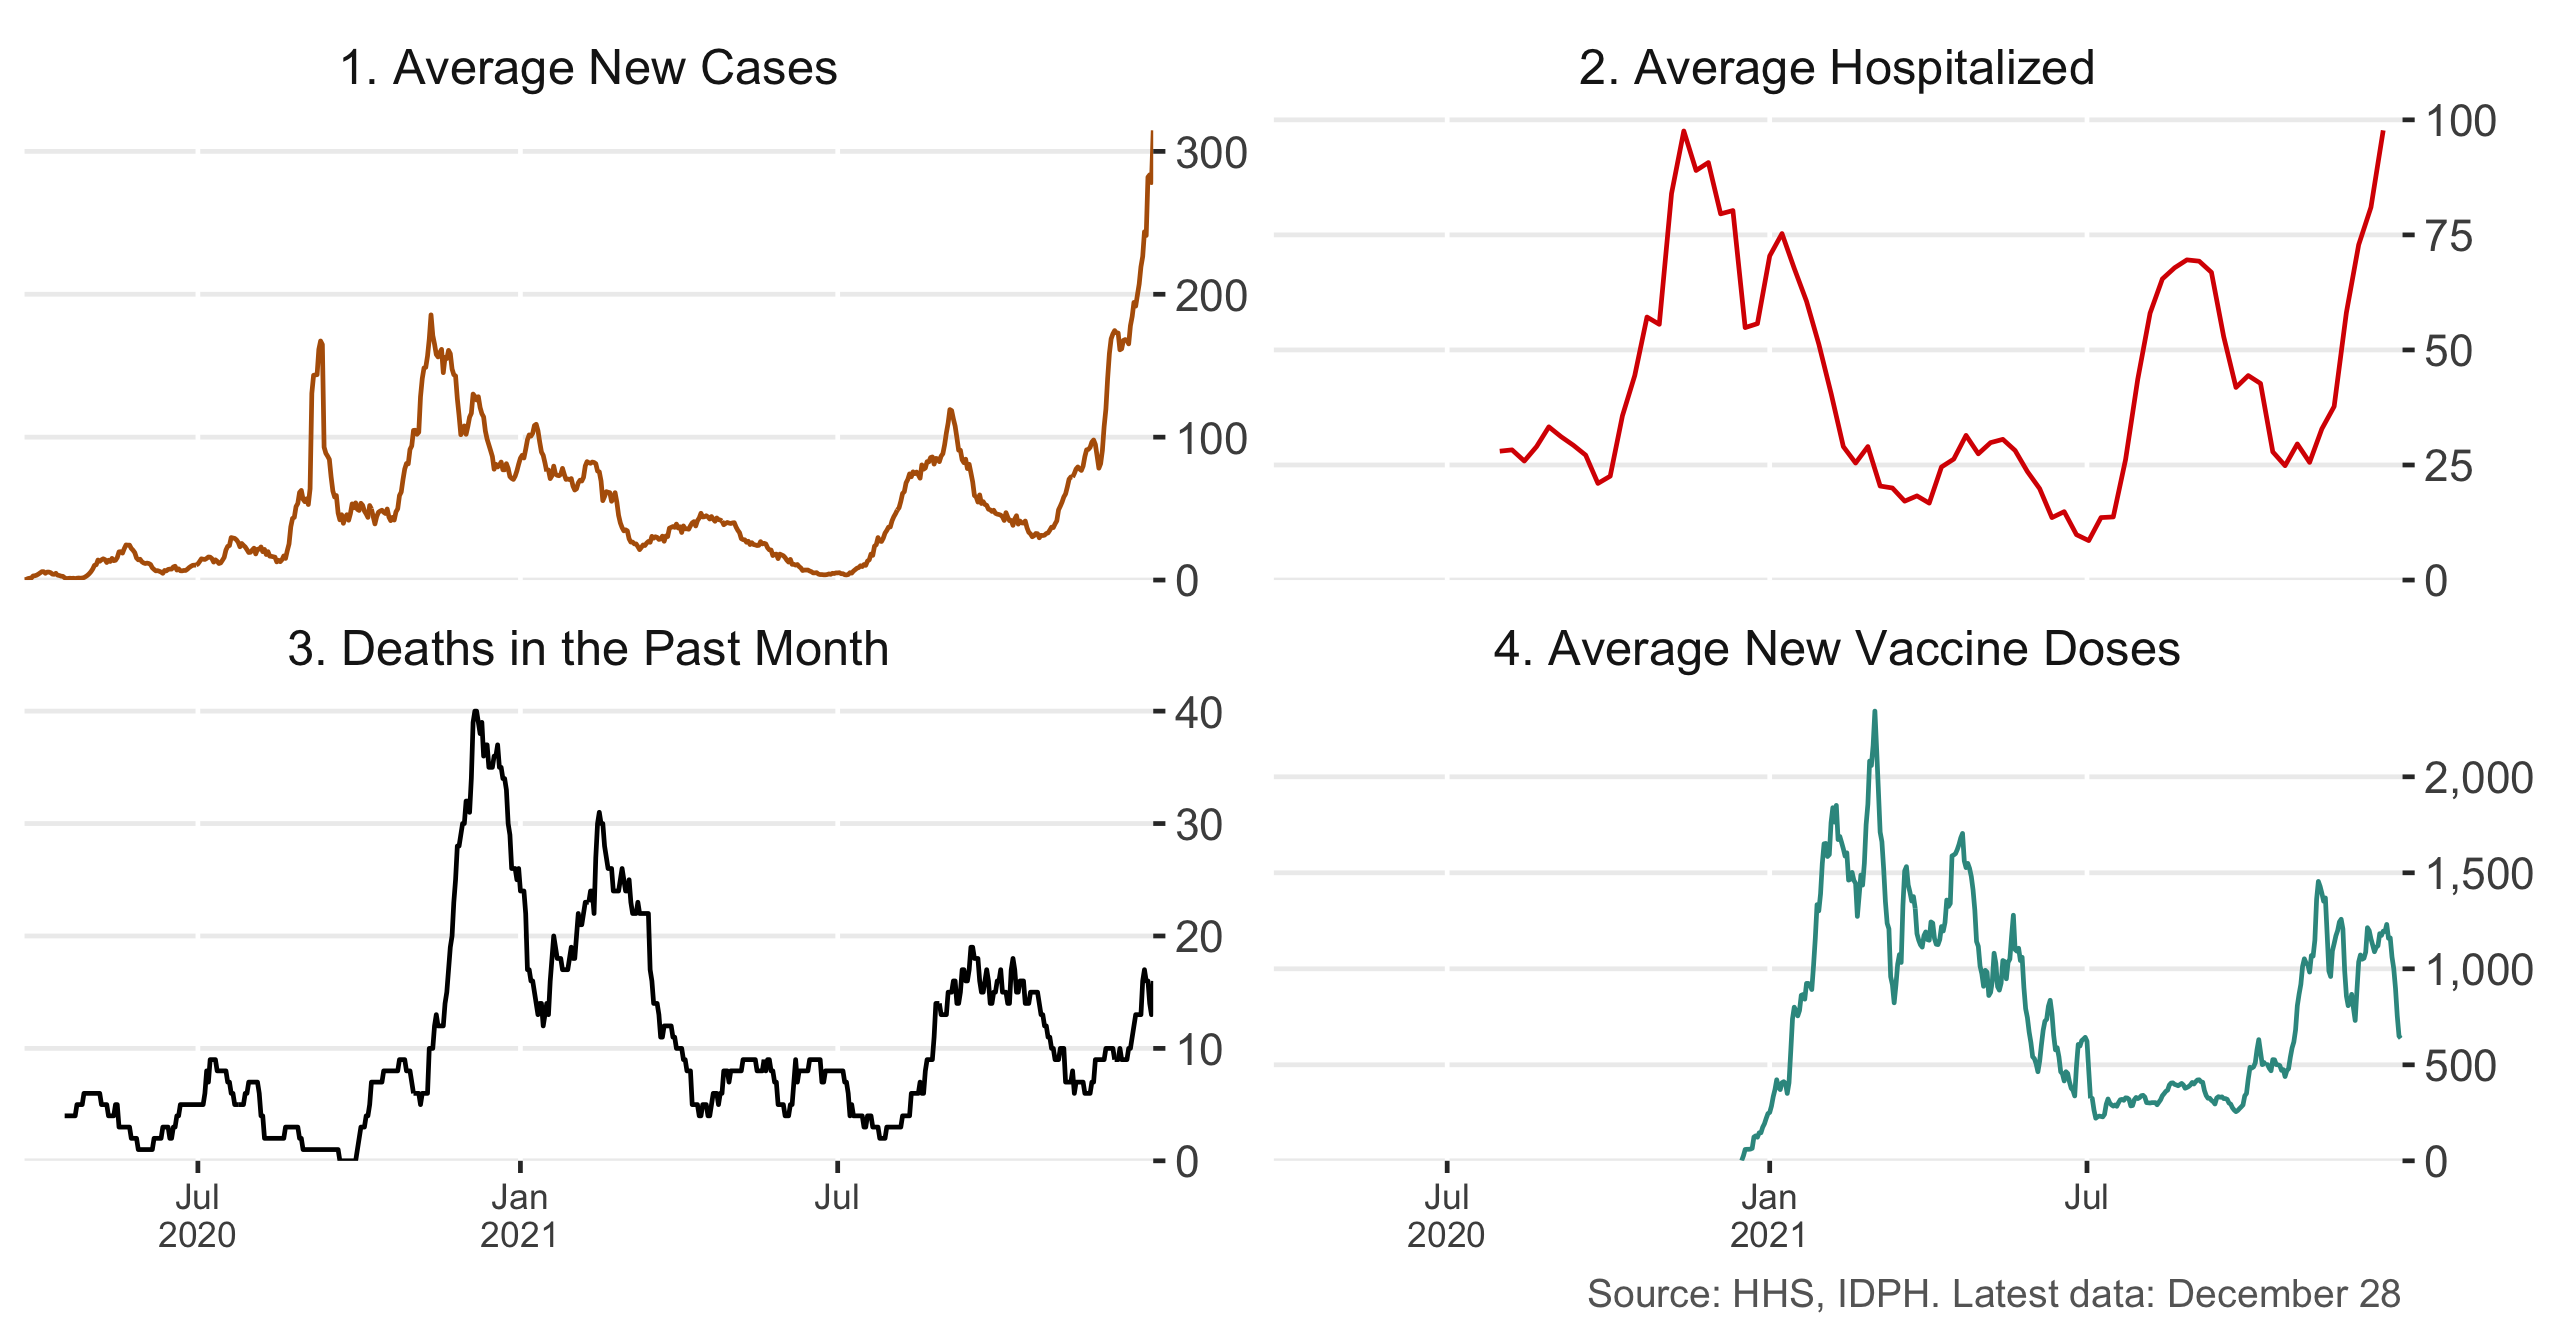 1. Average New Cases
300
200
100
0
2. Average Hospitalized
100
75
50
25
0
3. Deaths in the Past Month
40
30
20
10
0
Jul
2020
Jan
2021
Jul
4. Average New Vaccine Doses
2,000
1,500
1,000
500
0
Jul
2020
Jan
2021
Jul
Source: HHS, IDPH. Latest data: December 28